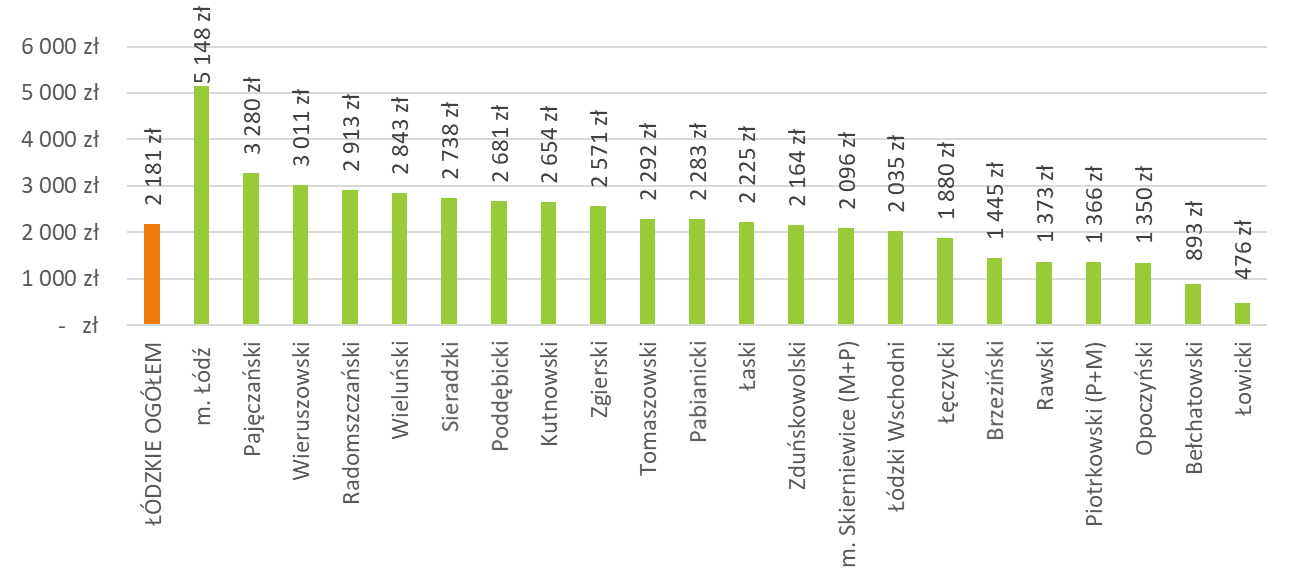 6 000 zł
5 000 zł
4 000 zł
3 000 zł
2 000 zł
1 000 zł
- zł
2 181 zł
5 148 zł
3 280 zł
3 011 zł
2 913 zł
2 843 zł
2 738 zł
2 681 zł
2 654 zł
2 571 zł
2 292 zł
2 283 zł
2 225 zł
2 164 zł
2 096 zł
2 035 zł
1 880 zł
1 445 zł
1 373 zł
1 366 zł
1 350 zł
893 zł
476 zł
ŁÓDZKIE OGÓŁEM
m. Łódź
Pajęczański
Wieruszowski
Radomszczański
Wieluński
Sieradzki
Poddębicki
Kutnowski
Zgierski
Tomaszowski
Pabianicki
Łaski
Zduńskowolski
m. Skierniewice (M+P)
Łódzki Wschodni
Łęczycki
Brzeziński
Rawski
Piotrkowski (P+M)
Opoczyński
Bełchatowski
Łowicki